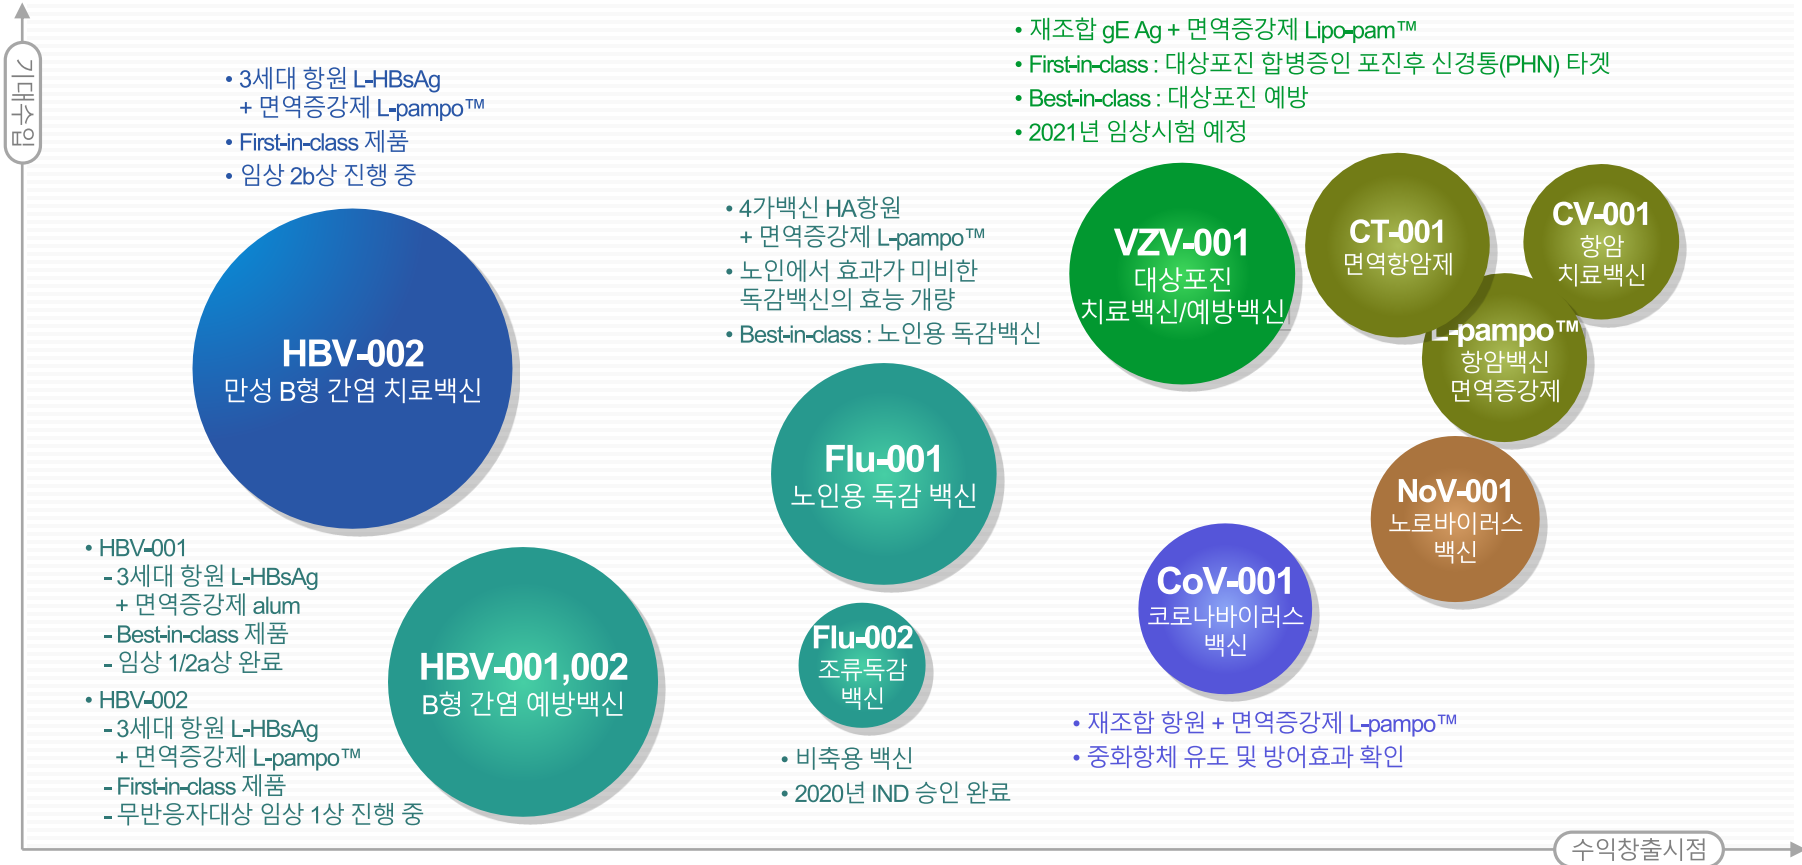 기대수익
• 3세대 항원 L-HBsAg
+ 면역증강제 L-pampo™
• First-in-class 제품
• 임상 2b상 진행 중
HBV-002
만성 B형 간염 치료백신
• HBV-001
- 3세대 항원 L-HBsAg
+ 면역증강제 alum
- Best-in-class 제품
- 임상 1/2a상 완료
• HBV-002
- 3세대 항원 L-HBsAg
+ 면역증강제 L-pampo™
- First-in-class 제품
- 무반응자대상 임상 1상 진행 중
HBV-001,002
B형 간염 예방백신
• 4가백신 HA항원
+ 면역증강제 L-pampo™
• 노인에서 효과가 미비한
독감백신의 효능 개량
• Best-in-class : 노인용 독감백신
Flu-001
노인용 독감 백신
Flu-002
조류독감
백신
• 비축용 백신
• 2020년 IND 승인 완료
• 재조합 gE Ag + 면역증강제 Lipo-pam™
• First-in-class : 대상포진 합병증인 포진후 신경통(PHN) 타겟
• Best-in-class : 대상포진 예방
• 2021년 임상시험 예정
VZV-001
대상포진
치료백신/예방백신
CT-001
면역항암제
CV-001
항암
치료백신
L-pampo™
항암백신
면역증강제
NoV-001
노로바이러스
백신
CoV-001
코로나바이러스
백신
• 재조합 항원 + 면역증강제 L-pampo™
• 중화항체 유도 및 방어효과 확인
수익창출시점